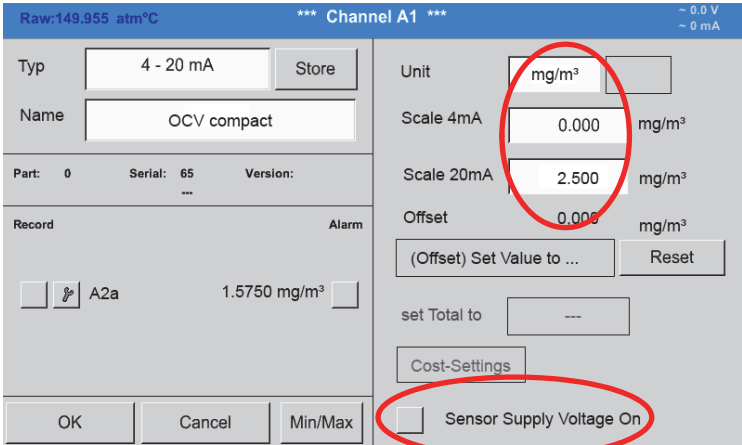 Raw:149.955 atm°C
*** Channel A1 ***
~ 0.0 V
~ 0 mA
Typ
4 - 20 mA
Store
Name
OCV compact
Part: 0 Serial: 65 Version:
---
Record
Alarm
A2a
1.5750 mg/m³
OK
Cancel
Min/Max
Unit
mg/m³
Scale 4mA
0.000
mg/m³
Scale 20mA
2.500
mg/m³
Offset
0.000
mg/m³
(Offset) Set Value to ...
Reset
set Total to
---
Cost-Settings
Sensor Supply Voltage On